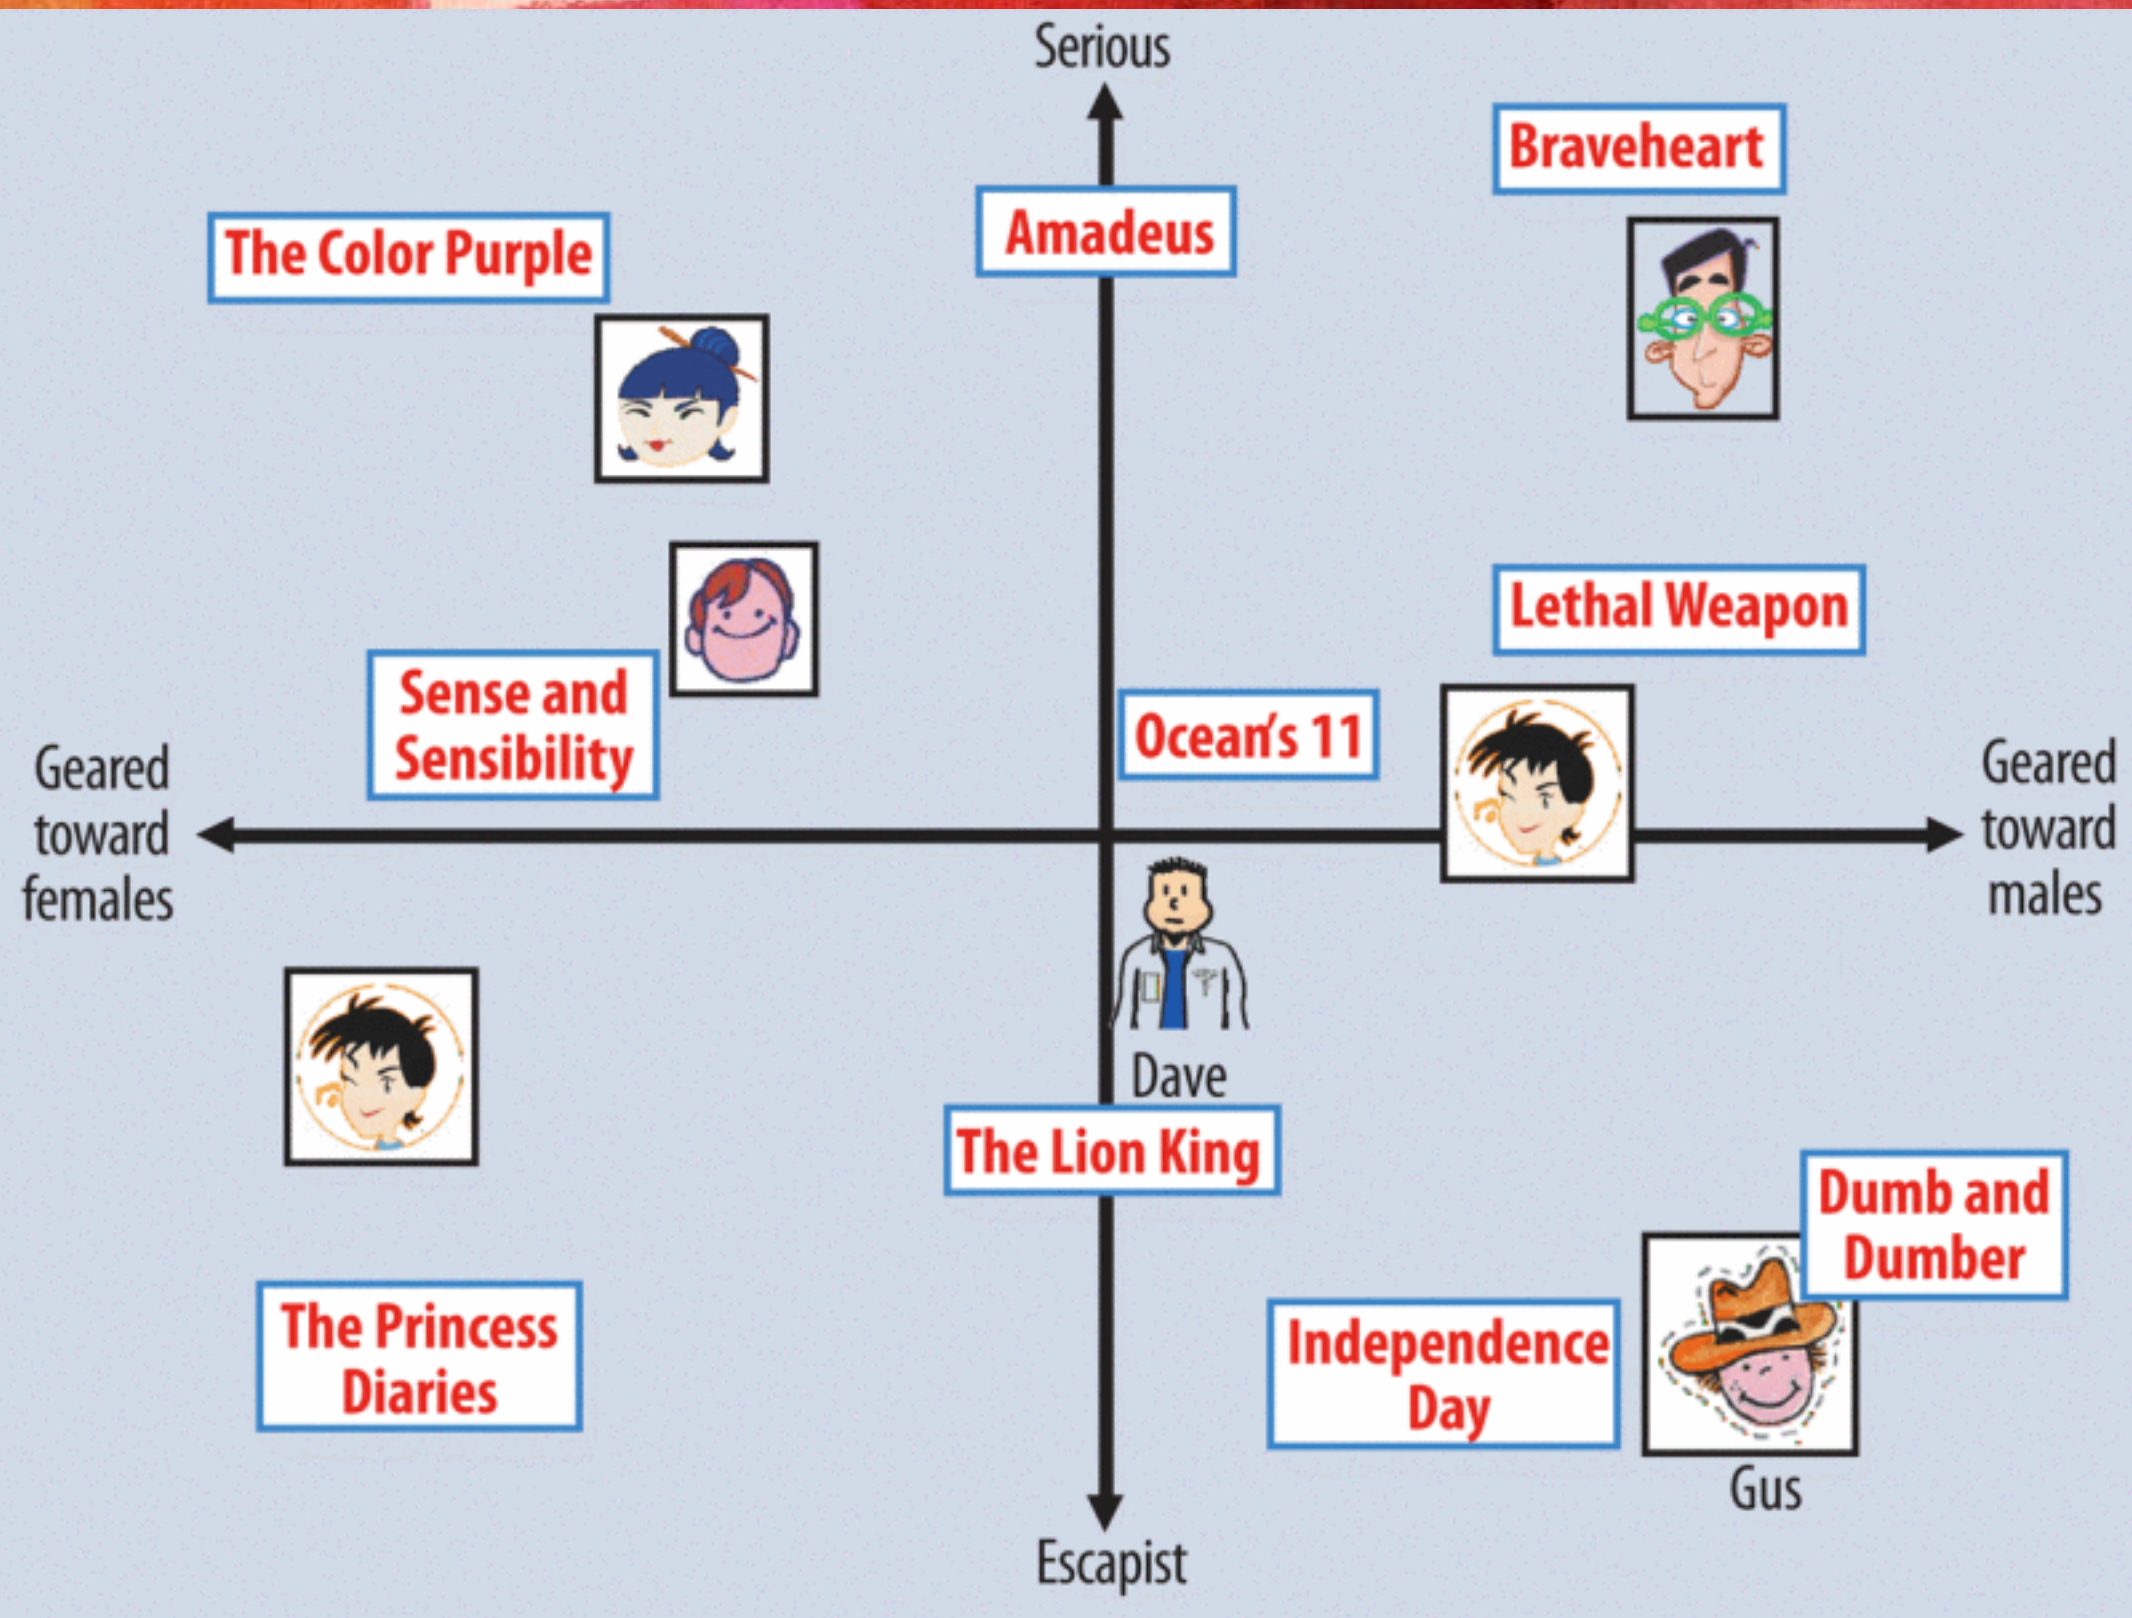 Serious
Braveheart
Amadeus
The Color Purple
Lethal Weapon
Sense and
Sensibility
Ocean's 11
Geared
toward
females
Geared
toward
males
Dave
The Lion King
Dumb and
Dumber
The Princess
Diaries
Independence
Day
Gus
Escapist